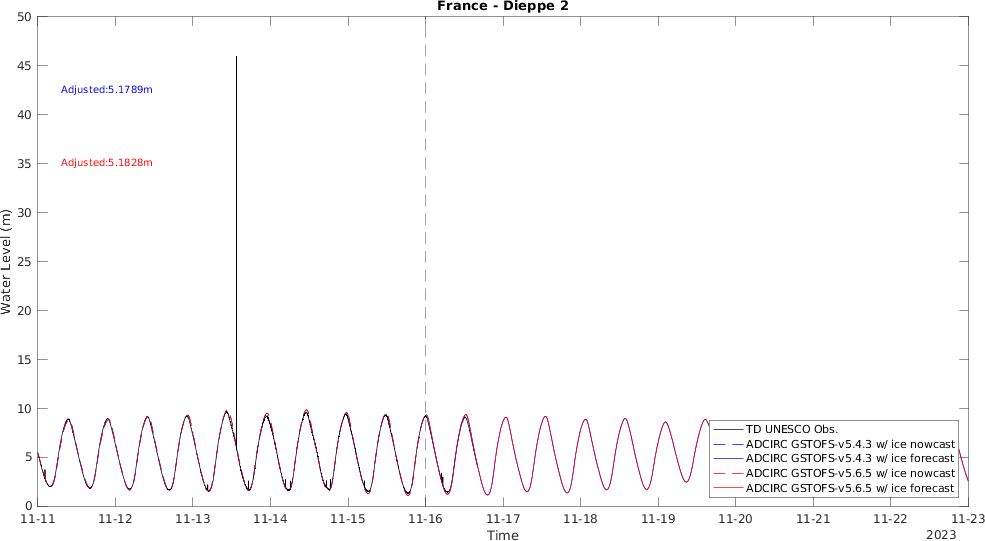 France - Dieppe 2
50
45
40
35
30
25
20
15
10
5
0
Water Level (m)
Adjusted:5.1789m
Adjusted:5.1828m
TD UNESCO Obs.
ADCIRC GSTOFS-v5.4.3 w/ ice nowcast
ADCIRC GSTOFS-v5.4.3 w/ ice forecast
ADCIRC GSTOFS-v5.6.5 w/ ice nowcast
ADCIRC GSTOFS-v5.6.5 w/ ice forecast
11-11 11-12 11-13 11-14 11-15 11-16 11-17 11-18 11-19 11-20 11-21 11-22 11-23
Time
2023